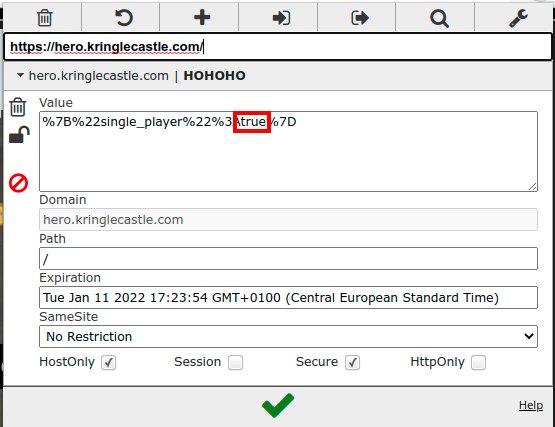 https://hero.kringlecastle.com/
hero.kringlecastle.com | HOHOHO
Value
%7B%22single_player%22%3Atrue%7D
Domain
hero.kringlecastle.com
Path
/
Expiration
Tue Jan 11 2022 17:23:54 GMT+0100 (Central European Standard Time)
SameSite
No Restriction
HostOnly Session Secure HttpOnly
Help